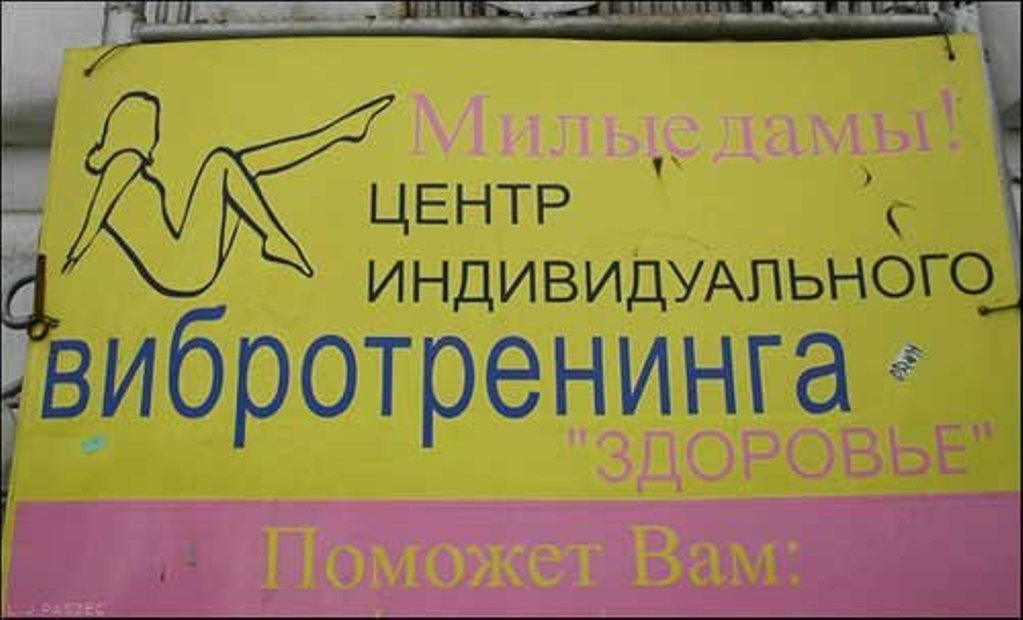 Милые дамы!
ЦЕНТР
ИНДИВИДУАЛЬНОГО
вибротренинга
"ЗДОРОВЬЕ"
Поможет Вам: